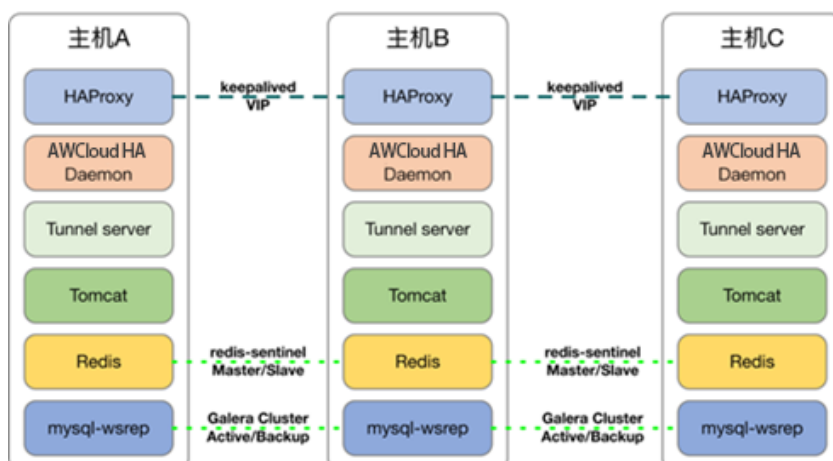 主机A
主机B
主机C
HAProxy
keepalived
VIP
HAProxy
keepalived
VIP
HAProxy
AWCloud HA
Daemon
AWCloud HA
Daemon
AWCloud HA
Daemon
Tunnel server
Tunnel server
Tunnel server
Tomcat
Tomcat
Tomcat
Redis
redis-sentinel
Master/Slave
Redis
redis-sentinel
Master/Slave
Redis
mysql-wsrep
Galera Cluster
Active/Backup
mysql-wsrep
Galera Cluster
Active/Backup
mysql-wsrep